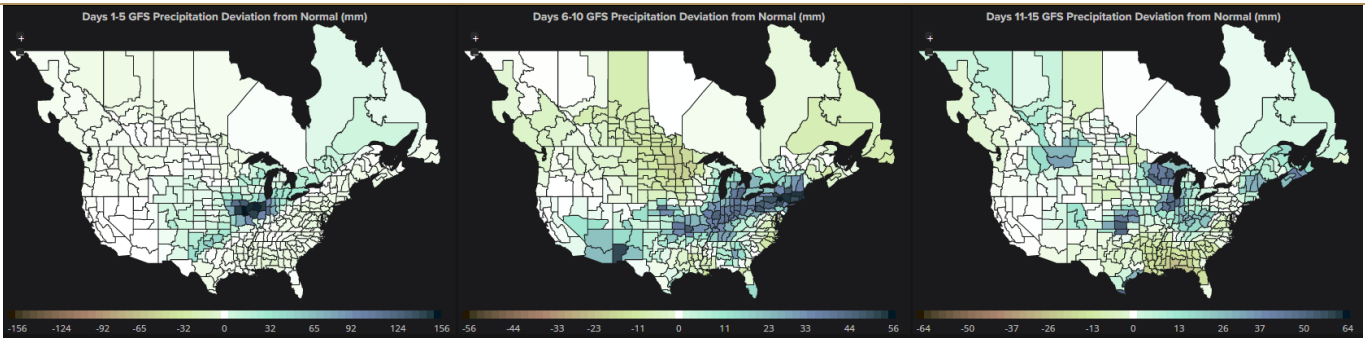 Days 1-5 GFS Precipitation Deviation from Normal (mm)
+
-156 -124 -92 -65 -32 0 32 65 92 124 156
Days 6-10 GFS Precipitation Deviation from Normal (mm)
+
-56 -44 -33 -23 -11 0 11 23 33 44 56
Days 11-15 GFS Precipitation Deviation from Normal (mm)
+
-64 -50 -37 -26 -13 0 13 26 37 50 64